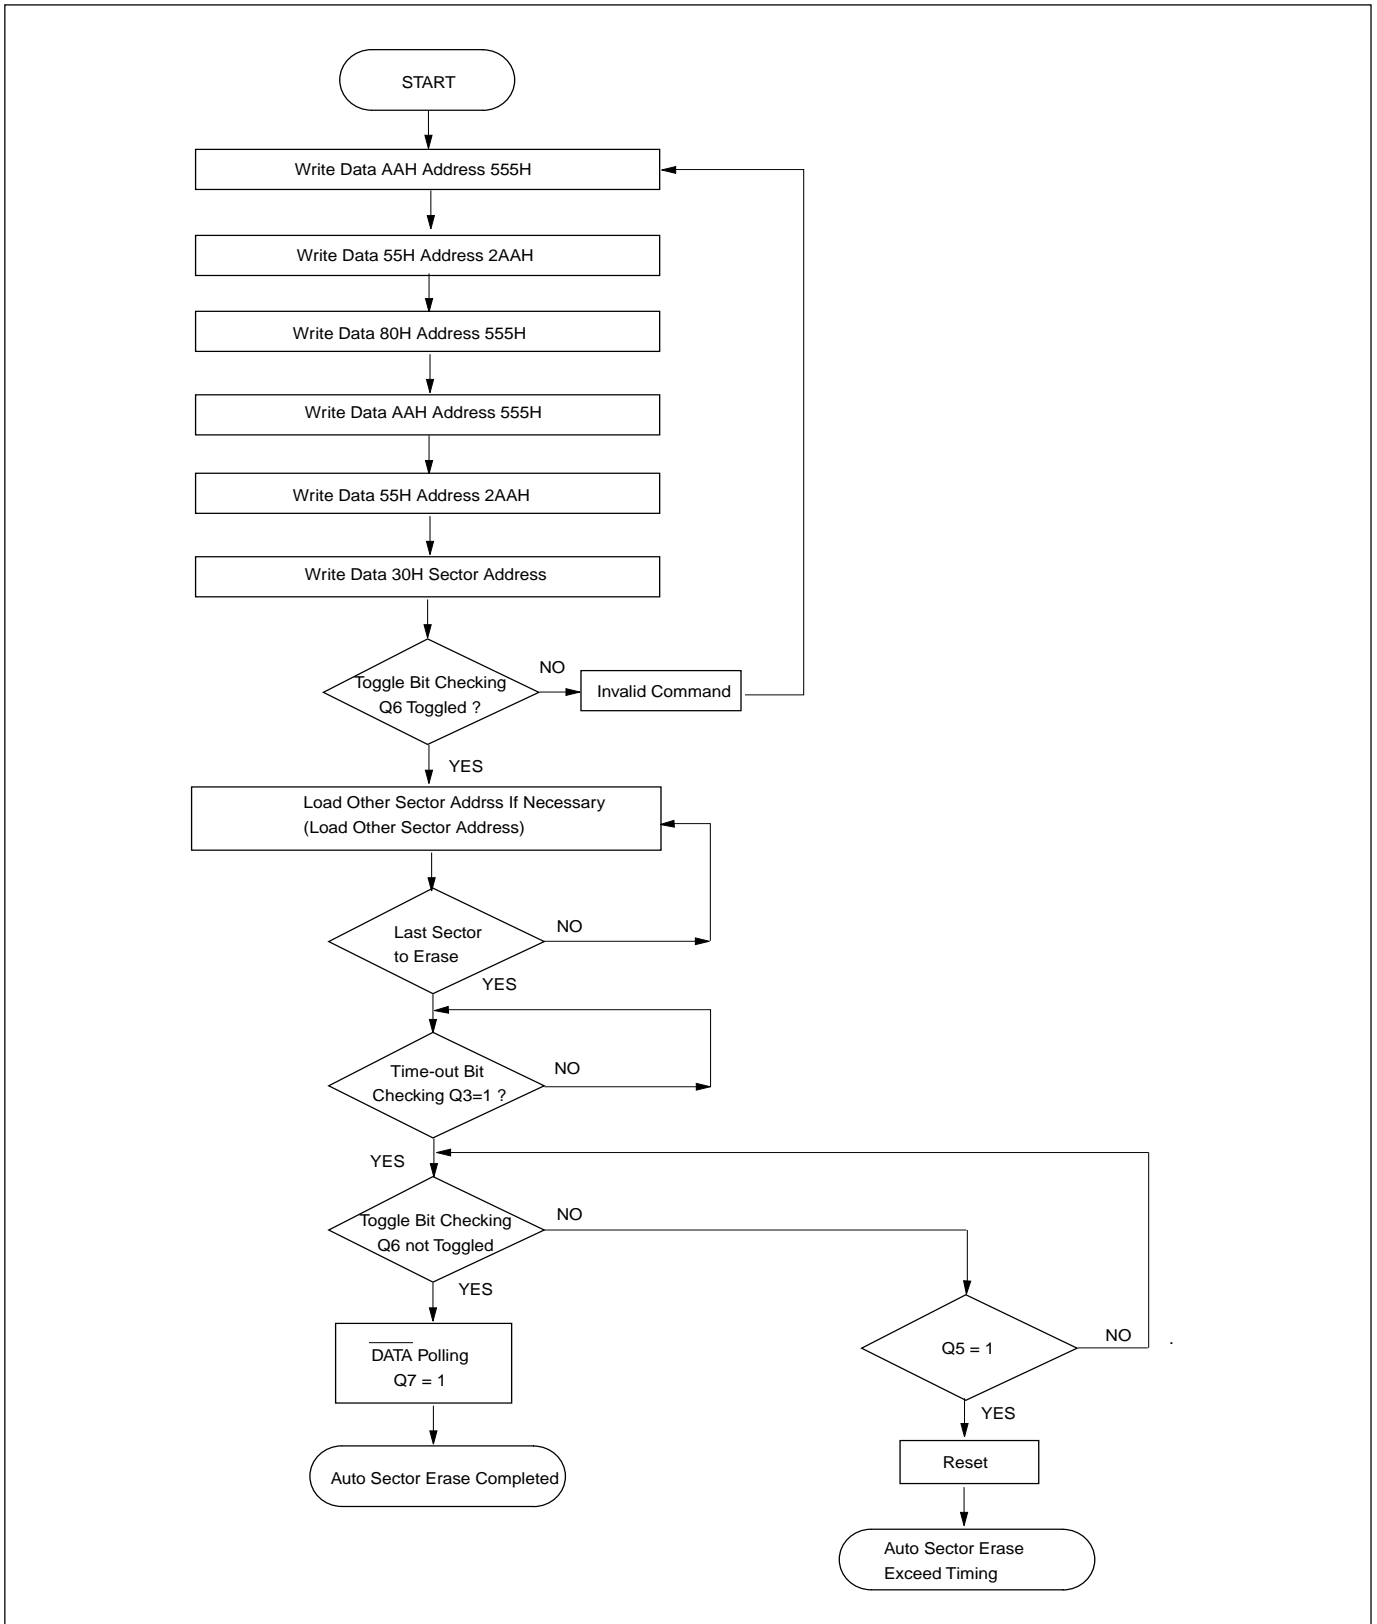 START
Write Data AAH Address 555H
Write Data 55H Address 2AAH
Write Data 80H Address 555H
Write Data AAH Address 555H
Write Data 55H Address 2AAH
Write Data 30H Sector Address
Toggle Bit Checking
Q6 Toggled ?
NO
Invalid Command
YES
Load Other Sector Addrss If Necessary
(Load Other Sector Address)
Last Sector
to Erase
NO
YES
Time-out Bit
Checking Q3=1 ?
NO
YES
Toggle Bit Checking
Q6 not Toggled
NO
YES
DATA Polling
Q7 = 1
Q5 = 1
NO
.
YES
Reset
Auto Sector Erase Completed
Auto Sector Erase
Exceed Timing